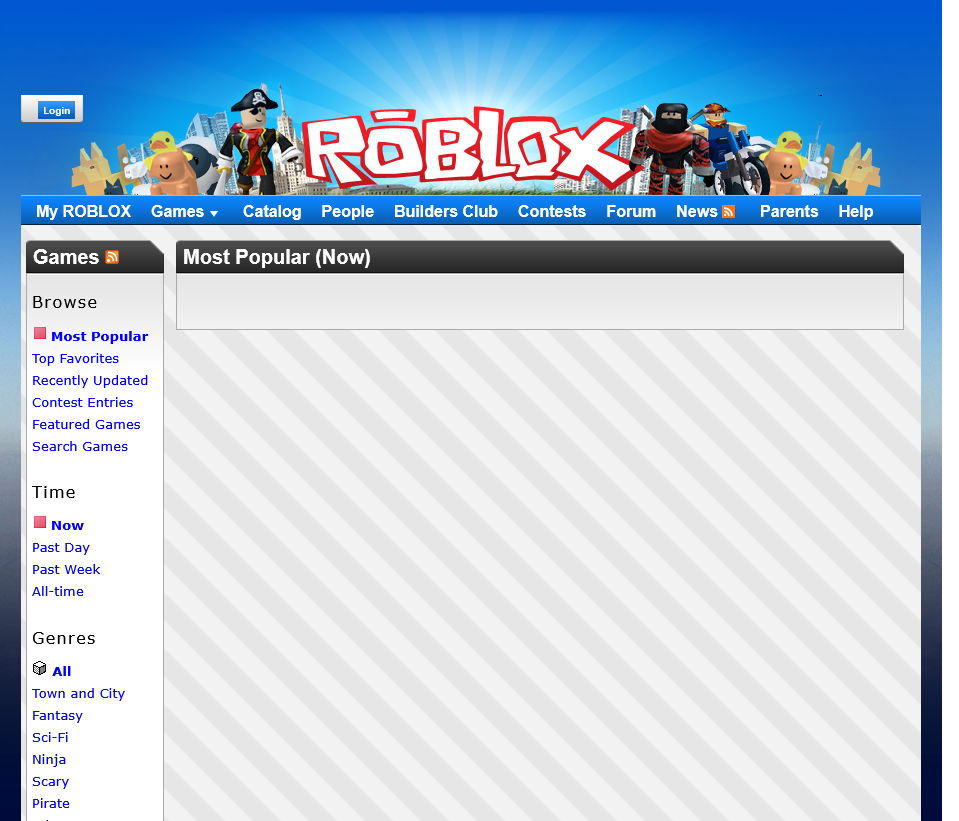 Login
RŌBLOX
My ROBLOX Games Catalog People Builders Club Contests Forum News Parents Help
Games
Browse
Most Popular
Top Favorites
Recently Updated
Contest Entries
Featured Games
Search Games
Time
Now
Past Day
Past Week
All-time
Genres
All
Town and City
Fantasy
Sci-Fi
Ninja
Scary
Pirate
Most Popular (Now)